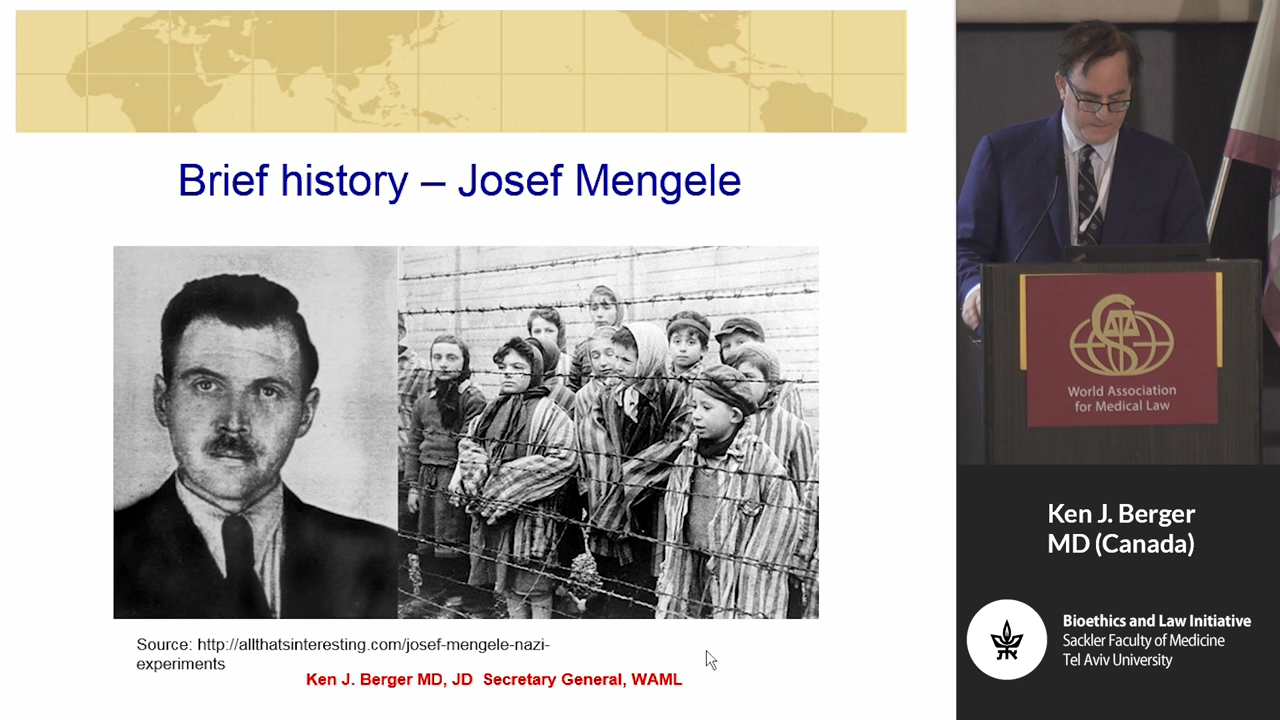 Brief history – Josef Mengele
Source: http://allthatsinteresting.com/josef-mengele-nazi-
experiments
Ken J. Berger MD, JD Secretary General, WAML
World Association
for Medical Law
Ken J. Berger
MD (Canada)
Bioethics and Law Initiative
Sackler Faculty of Medicine
Tel Aviv University